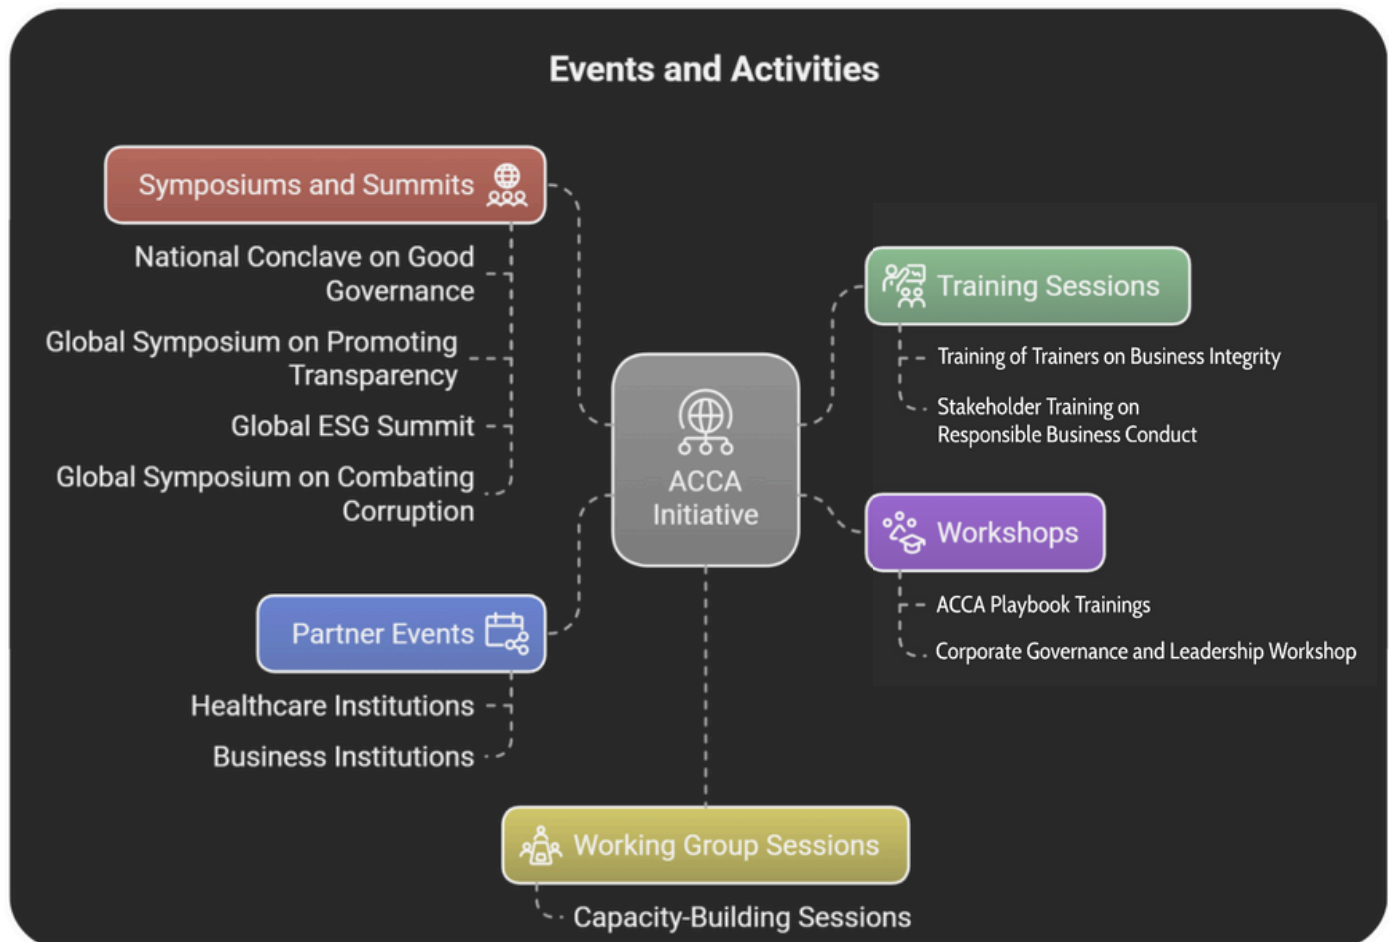 Events and Activities
Symposiums and Summits
National Conclave on Good
Governance
Global Symposium on Promoting
Transparency
Global ESG Summit
Global Symposium on Combating
Corruption
Partner Events
Healthcare Institutions
Business Institutions
ACCA
Initiative
Training Sessions
Training of Trainers on Business Integrity
Stakeholder Training on
Responsible Business Conduct
Workshops
ACCA Playbook Trainings
Corporate Governance and Leadership Workshop
Working Group Sessions
Capacity-Building Sessions